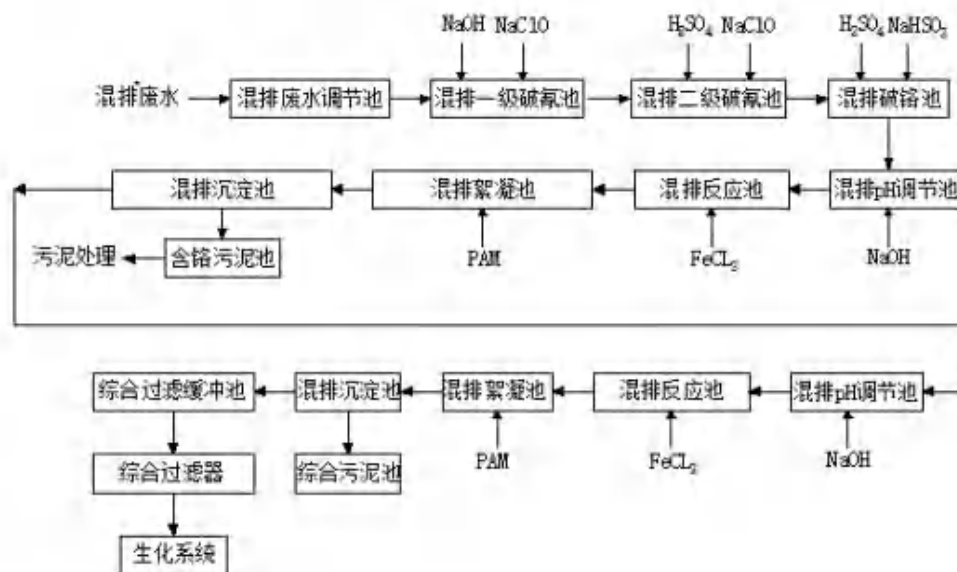 NaOH NaClO
H₂SO₄ NaClO
H₂SO₄ NaHSO₃
混排废水
混排废水调节池
混排一级破氰池
混排二级破氰池
混排破铬池
混排沉淀池
混排絮凝池
混排反应池
混排pHi调节池
污泥处理
含铬污泥池
PAM
FeCL₂
NaOH
综合过滤缓冲池
混排沉淀池
混排絮凝池
混排反应池
混排pHi调节池
综合过滤器
综合污泥池
PAM
FeCL₂
NaOH
生化系统